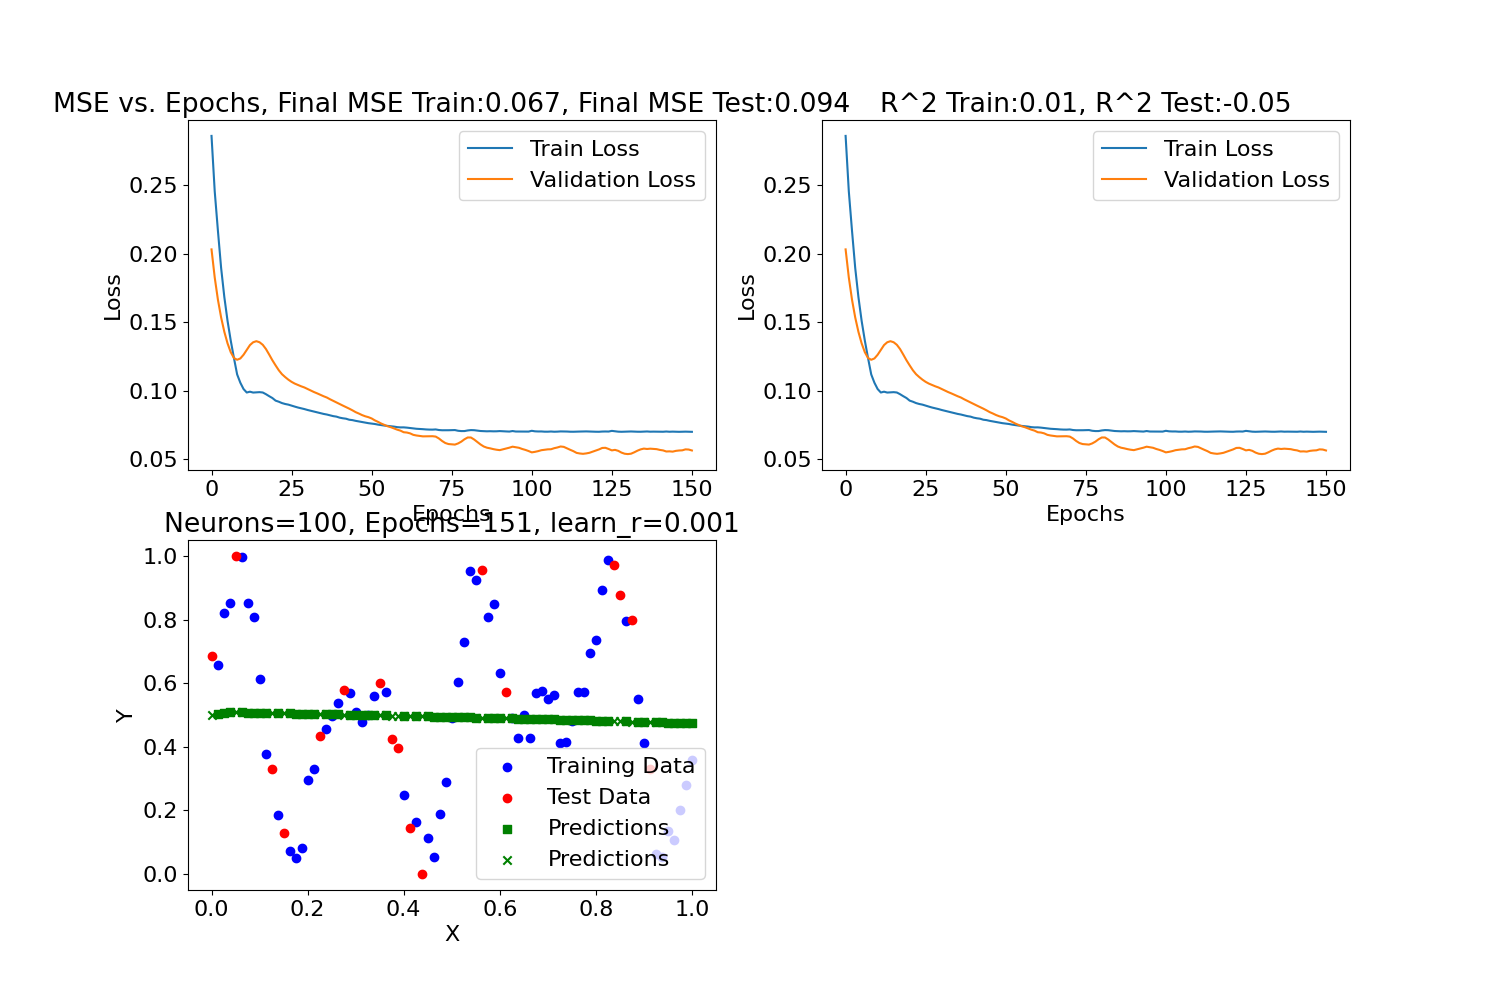 MSE vs. Epochs, Final MSE Train:0.067, Final MSE Test:0.094
R^2 Train:0.01, R^2 Test:-0.05
Train Loss
Validation Loss
Loss
0.25
0.20
0.15
0.10
0.05
0 25 50 75 100 125 150
Epochs
Train Loss
Validation Loss
Loss
0.25
0.20
0.15
0.10
0.05
0 25 50 75 100 125 150
Epochs
Neurons=100, Epochs=151, learn_r=0.001
Y
1.0
0.8
0.6
0.4
0.2
0.0
Training Data
Test Data
Predictions
Predictions
0.0 0.2 0.4 0.6 0.8 1.0
X